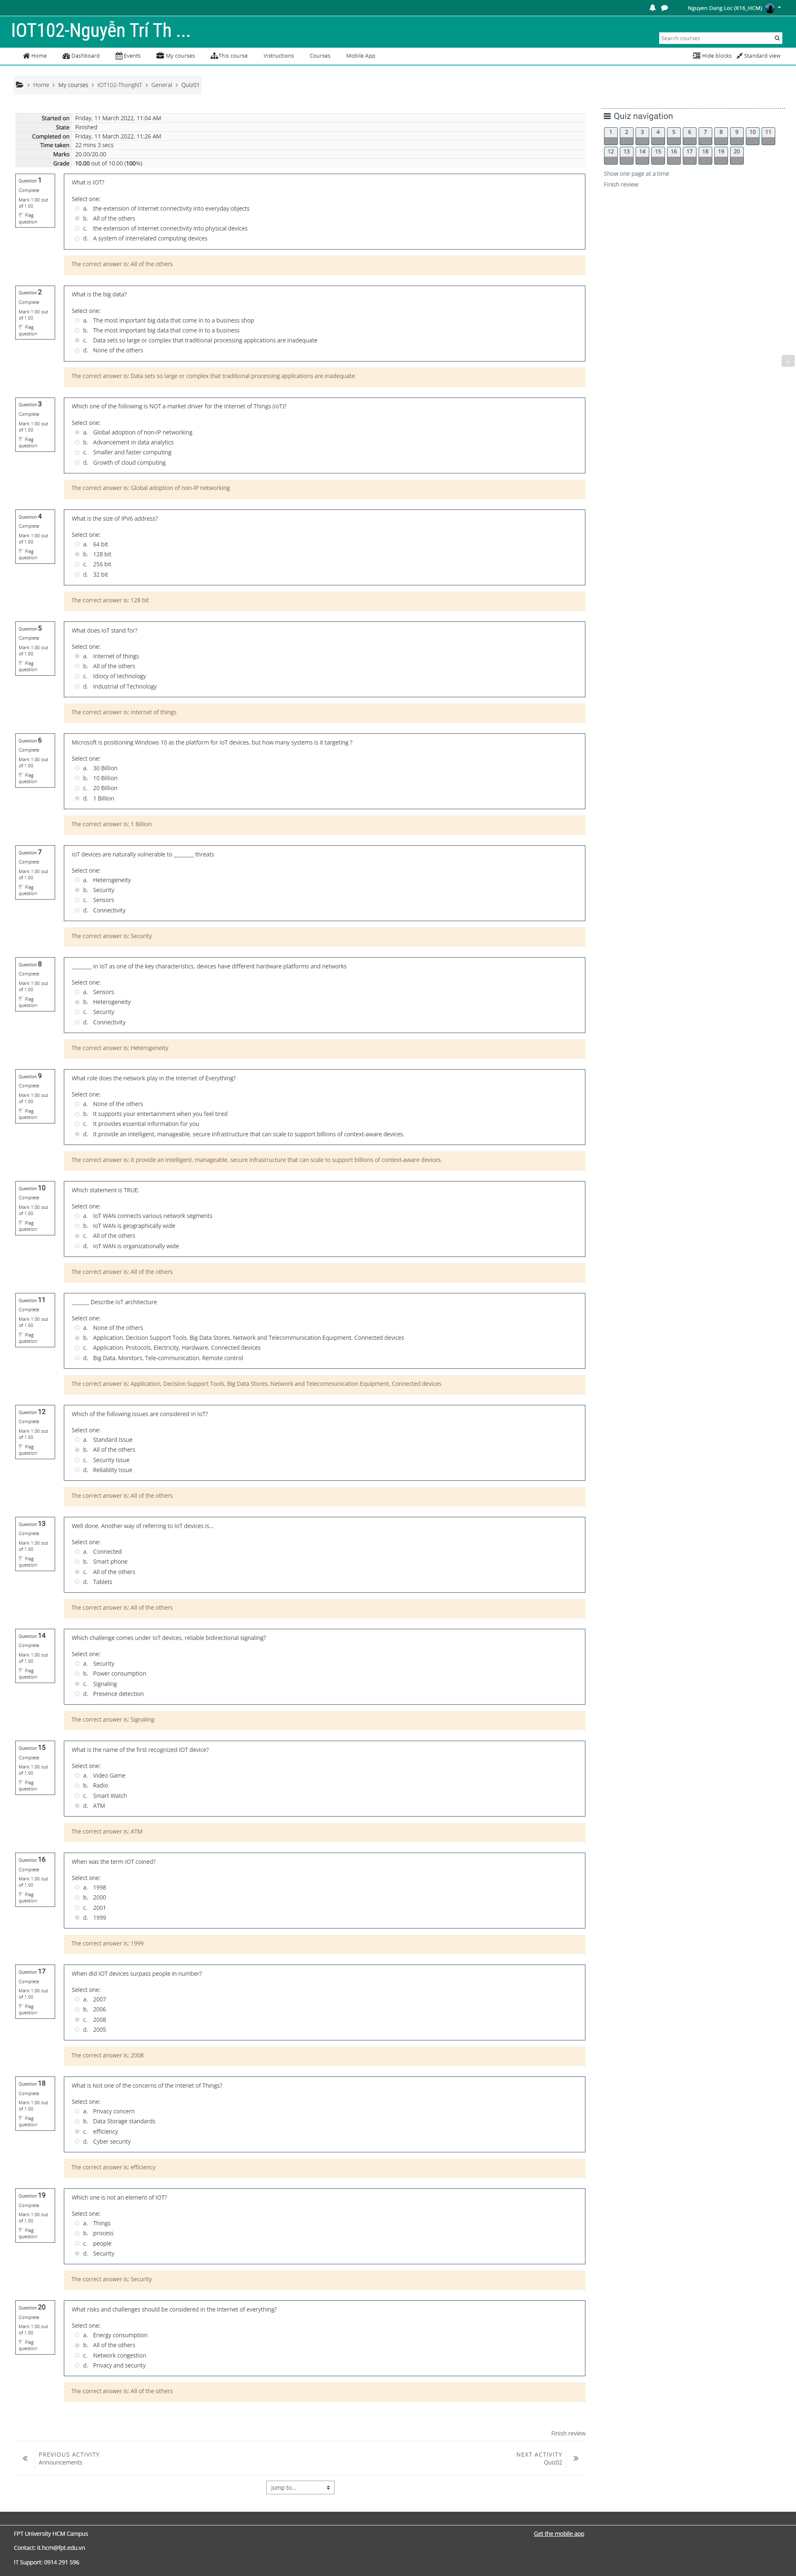 Nguyen Dang Loc (K16_HCM)
IOT102-Nguyễn Trí Th ...
Search courses
Home
Dashboard
Events
My courses
This course
Instructions
Courses
Mobile App
Hide blocks
Standard view
Home
My courses
IOT102-ThongNT
General
Quiz01
Started on Friday, 11 March 2022, 11:04 AM
State Finished
Completed on Friday, 11 March 2022, 11:26 AM
Time taken 22 mins 3 secs
Marks 20.00/20.00
Grade 10.00 out of 10.00 (100%)
Quiz navigation
1 2 3 4 5 6 7 8 9 10 11
12 13 14 15 16 17 18 19 20
Show one page at a time
Finish review
Question 1
Complete
Mark 1.00 out
of 1.00
Flag
question
What is IOT?
Select one:
a. the extension of Internet connectivity into everyday objects
b. All of the others
c. the extension of Internet connectivity into physical devices
d. A system of interrelated computing devices
The correct answer is: All of the others
Question 2
Complete
Mark 1.00 out
of 1.00
Flag
question
What is the big data?
Select one:
a. The most important big data that come in to a business shop
b. The most important big data that come in to a business
c. Data sets so large or complex that traditional processing applications are inadequate
d. None of the others
The correct answer is: Data sets so large or complex that traditional processing applications are inadequate
Question 3
Complete
Mark 1.00 out
of 1.00
Flag
question
Which one of the following is NOT a market driver for the Internet of Things (IoT)?
Select one:
a. Global adoption of non-IP networking
b. Advancement in data analytics
c. Smaller and faster computing
d. Growth of cloud computing
The correct answer is: Global adoption of non-IP networking
Question 4
Complete
Mark 1.00 out
of 1.00
Flag
question
What is the size of IPV6 address?
Select one:
a. 64 bit
b. 128 bit
c. 256 bit
d. 32 bit
The correct answer is: 128 bit
Question 5
Complete
Mark 1.00 out
of 1.00
Flag
question
What does IoT stand for?
Select one:
a. Internet of things
b. All of the others
c. Idiocy of technology
d. Industrial of Technology
The correct answer is: Internet of things
Question 6
Complete
Mark 1.00 out
of 1.00
Flag
question
Microsoft is positioning Windows 10 as the platform for IoT devices, but how many systems is it targeting ?
Select one:
a. 30 Billion
b. 10 Billion
c. 20 Billion
d. 1 Billion
The correct answer is: 1 Billion
Question 7
Complete
Mark 1.00 out
of 1.00
Flag
question
IoT devices are naturally vulnerable to ________ threats
Select one:
a. Heterogeneity
b. Security
c. Sensors
d. Connectivity
The correct answer is: Security
Question 8
Complete
Mark 1.00 out
of 1.00
Flag
question
________ in IoT as one of the key characteristics, devices have different hardware platforms and networks
Select one:
a. Sensors
b. Heterogeneity
c. Security
d. Connectivity
The correct answer is: Heterogeneity
Question 9
Complete
Mark 1.00 out
of 1.00
Flag
question
What role does the network play in the Internet of Everything?
Select one:
a. None of the others
b. It supports your entertainment when you feel tired
c. It provides essential information for you
d. It provide an intelligent, manageable, secure infrastructure that can scale to support billions of context-aware devices.
The correct answer is: It provide an intelligent, manageable, secure infrastructure that can scale to support billions of context-aware devices.
Question 10
Complete
Mark 1.00 out
of 1.00
Flag
question
Which statement is TRUE:
Select one:
a. IoT WAN connects various network segments
b. IoT WAN is geographically wide
c. All of the others
d. IoT WAN is organizationally wide
The correct answer is: All of the others
Question 11
Complete
Mark 1.00 out
of 1.00
Flag
question
_______ Describe IoT architecture
Select one:
a. None of the others
b. Application, Decision Support Tools, Big Data Stores, Network and Telecommunication Equipment, Connected devices
c. Application, Protocols, Electricity, Hardware, Connected devices
d. Big Data, Monitors, Tele-communication, Remote control
The correct answer is: Application, Decision Support Tools, Big Data Stores, Network and Telecommunication Equipment, Connected devices
Question 12
Complete
Mark 1.00 out
of 1.00
Flag
question
Which of the following issues are considered in IoT?
Select one:
a. Standard Issue
b. All of the others
c. Security Issue
d. Reliablity Issue
The correct answer is: All of the others
Question 13
Complete
Mark 1.00 out
of 1.00
Flag
question
Well done. Another way of referring to IoT devices is...
Select one:
a. Connected
b. Smart phone
c. All of the others
d. Tablets
The correct answer is: All of the others
Question 14
Complete
Mark 1.00 out
of 1.00
Flag
question
Which challenge comes under IoT devices, reliable bidirectional signaling?
Select one:
a. Security
b. Power consumption
c. Signaling
d. Presence detection
The correct answer is: Signaling
Question 15
Complete
Mark 1.00 out
of 1.00
Flag
question
What is the name of the first recognized IOT device?
Select one:
a. Video Game
b. Radio
c. Smart Watch
d. ATM
The correct answer is: ATM
Question 16
Complete
Mark 1.00 out
of 1.00
Flag
question
When was the term IOT coined?
Select one:
a. 1998
b. 2000
c. 2001
d. 1999
The correct answer is: 1999
Question 17
Complete
Mark 1.00 out
of 1.00
Flag
question
When did IOT devices surpass people in number?
Select one:
a. 2007
b. 2006
c. 2008
d. 2005
The correct answer is: 2008
Question 18
Complete
Mark 1.00 out
of 1.00
Flag
question
What is Not one of the concerns of the Intenet of Things?
Select one:
a. Privacy concern
b. Data Storage standards
c. efficiency
d. Cyber security
The correct answer is: efficiency
Question 19
Complete
Mark 1.00 out
of 1.00
Flag
question
Which one is not an element of IOT?
Select one:
a. Things
b. process
c. people
d. Security
The correct answer is: Security
Question 20
Complete
Mark 1.00 out
of 1.00
Flag
question
What risks and challenges should be considered in the internet of everything?
Select one:
a. Energy consumption
b. All of the others
c. Network congestion
d. Privacy and security
The correct answer is: All of the others
Finish review
PREVIOUS ACTIVITY
Announcements
NEXT ACTIVITY
Quiz02
Jump to...
FPT University HCM Campus
Contact: it.hcm@fpt.edu.vn
IT Support: 0914 291 596
Get the mobile app